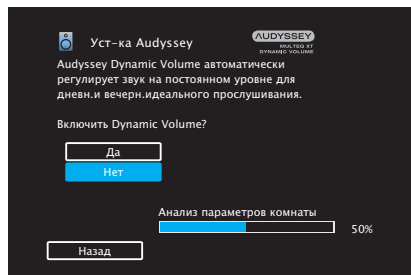 Уст-ка Audyssey
AUDYSSEY
MULTEQ XT
DYNAMIC VOLUME
Audyssey Dynamic Volume автоматически
регулирует звук на постоянном уровне для
дневн.и вечерн.идеального прослушивания.
Включить Dynamic Volume?
Да
Нет
Анализ параметров комнаты
50%
Назад